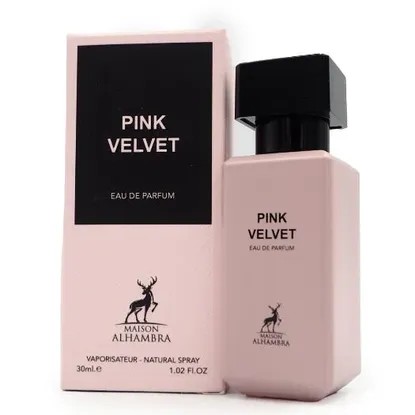 PINK
VELVET
EAU DE PARFUM
MAISON
ALHAMBRA
VAPORISATEUR - NATURAL SPRAY
30ml.e 1.02 FL.OZ
PINK
VELVET
EAU DE PARFUM
MAISON
ALHAMBRA